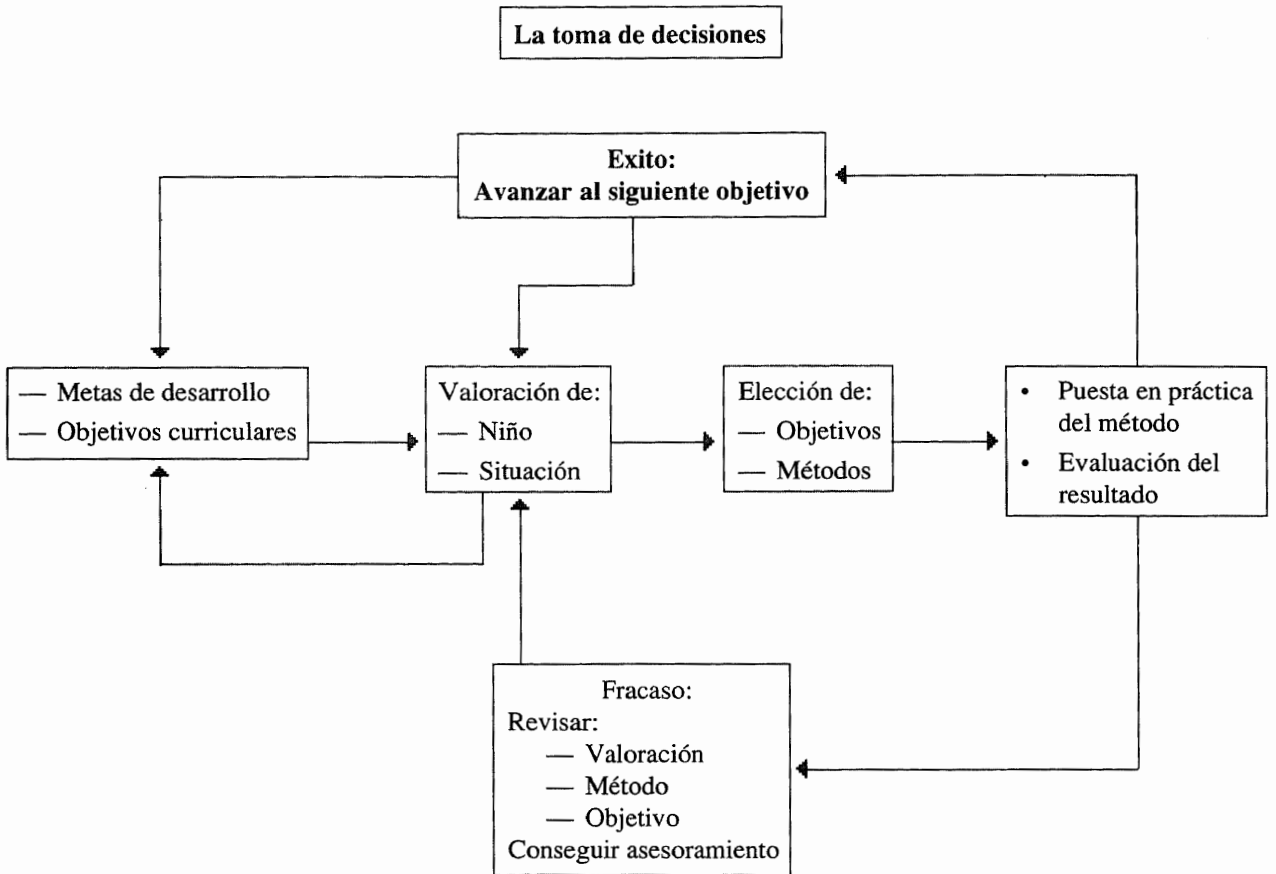 La toma de decisiones
Exito:
Avanzar al siguiente objetivo
— Metas de desarrollo
— Objetivos curriculares
Valoración de:
— Niño
— Situación
Elección de:
— Objetivos
— Métodos
• Puesta en práctica
del método
• Evaluación del
resultado
Fracaso:
Revisar:
— Valoración
— Método
— Objetivo
Conseguir asesoramiento